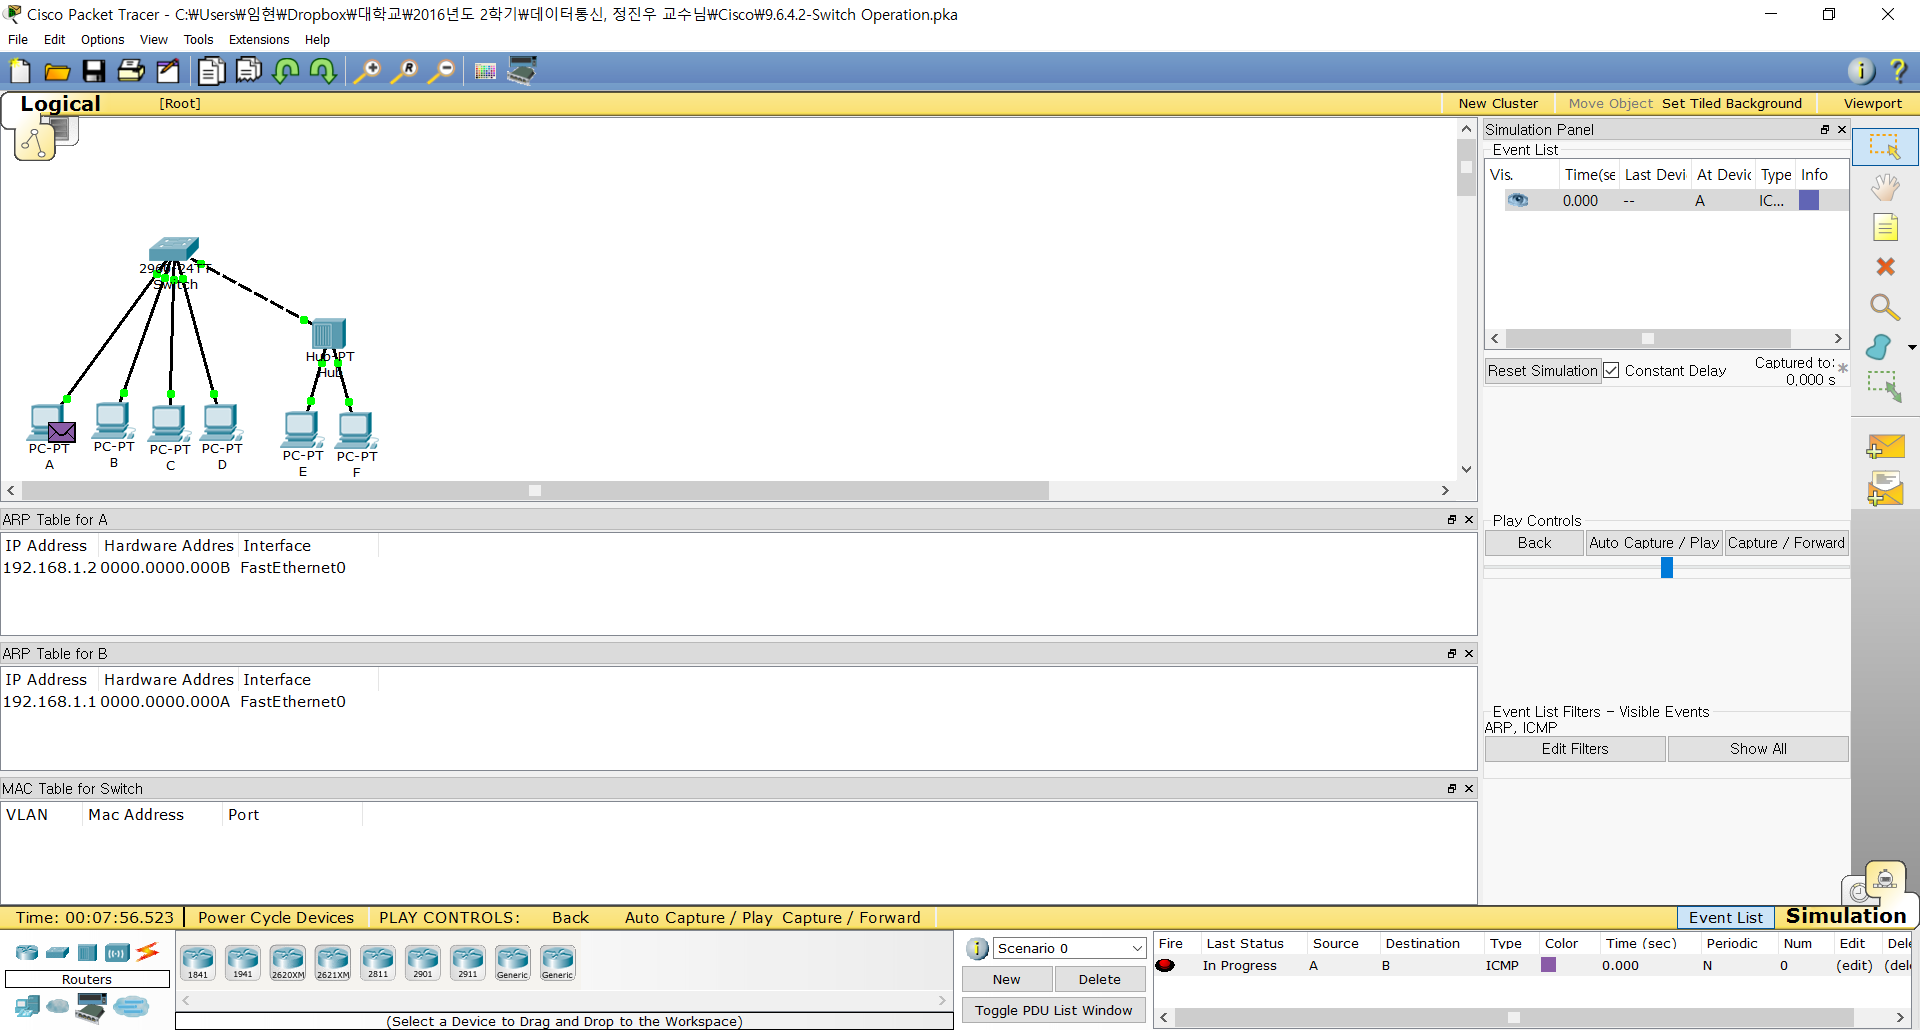 Cisco Packet Tracer - C:₩Users₩임현₩Dropbox₩대학교₩2016년도 2학기₩데이터통신, 정진우 교수님₩Cisco₩9.6.4.2-Switch Operation.pka
File Edit Options View Tools Extensions Help
Logical [Root] New Cluster Move Object Set Tiled Background Viewport
Simulation Panel
Event List
Vis. Time(se Last Devi At Devic Type Info
0.000 -- A IC...
2960-24TT
Switch
Hub-PT
Hub
Reset Simulation Constant Delay Captured to:
0.000 s
PC-PT
A
PC-PT
B
PC-PT
C
PC-PT
D
PC-PT
E
PC-PT
F
ARP Table for A
IP Address Hardware Addres Interface
192.168.1.2 0000.0000.000B FastEthernet0
Play Controls
Back Auto Capture / Play Capture / Forward
ARP Table for B
IP Address Hardware Addres Interface
192.168.1.1 0000.0000.000A FastEthernet0
Event List Filters - Visible Events
ARP, ICMP
Edit Filters Show All
MAC Table for Switch
VLAN Mac Address Port
Time: 00:07:56.523 Power Cycle Devices PLAY CONTROLS: Back Auto Capture / Play Capture / Forward Event List Simulation
Routers
1841 1941 2620XM 2621XM 2811 2901 2911 Generic Generic
(Select a Device to Drag and Drop to the Workspace)
Scenario 0
New Delete
Toggle PDU List Window
Fire Last Status Source Destination Type Color Time (sec) Periodic Num Edit Dele
In Progress A B ICMP 0.000 N 0 (edit) (del